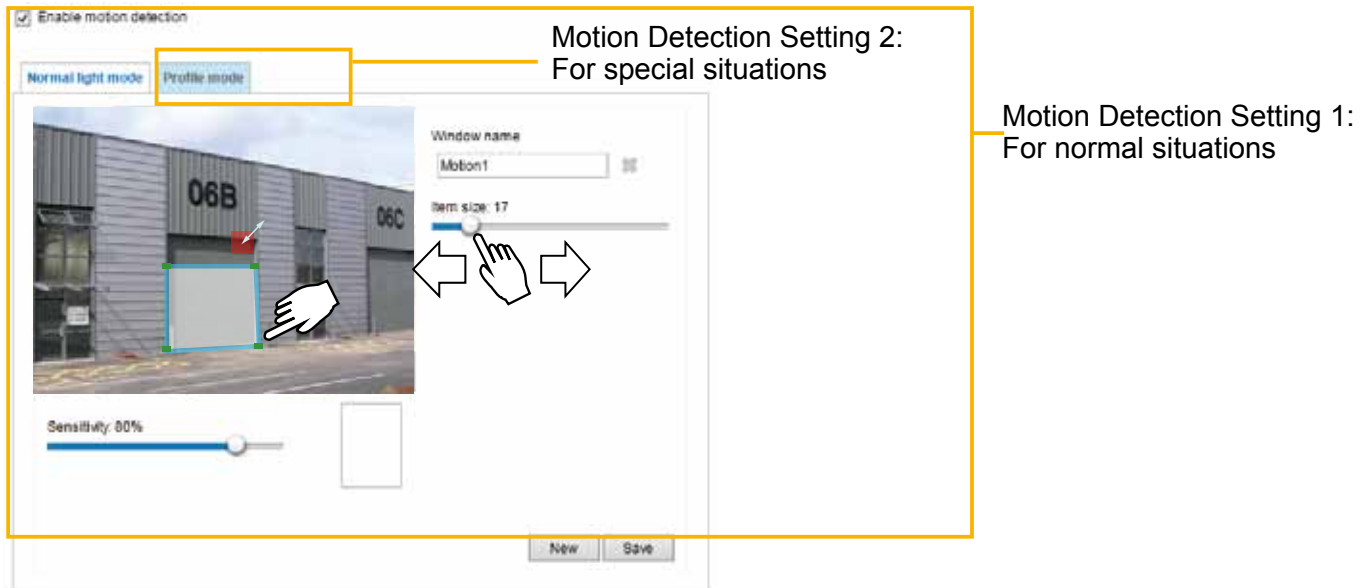 Enable motion detection
Motion Detection Setting 2:
For special situations
Normal light mode
Profile mode
Motion Detection Setting 1:
For normal situations
Window name
Motion1
06B
06C
Item size: 17
Sensitivity: 80%
New
Save